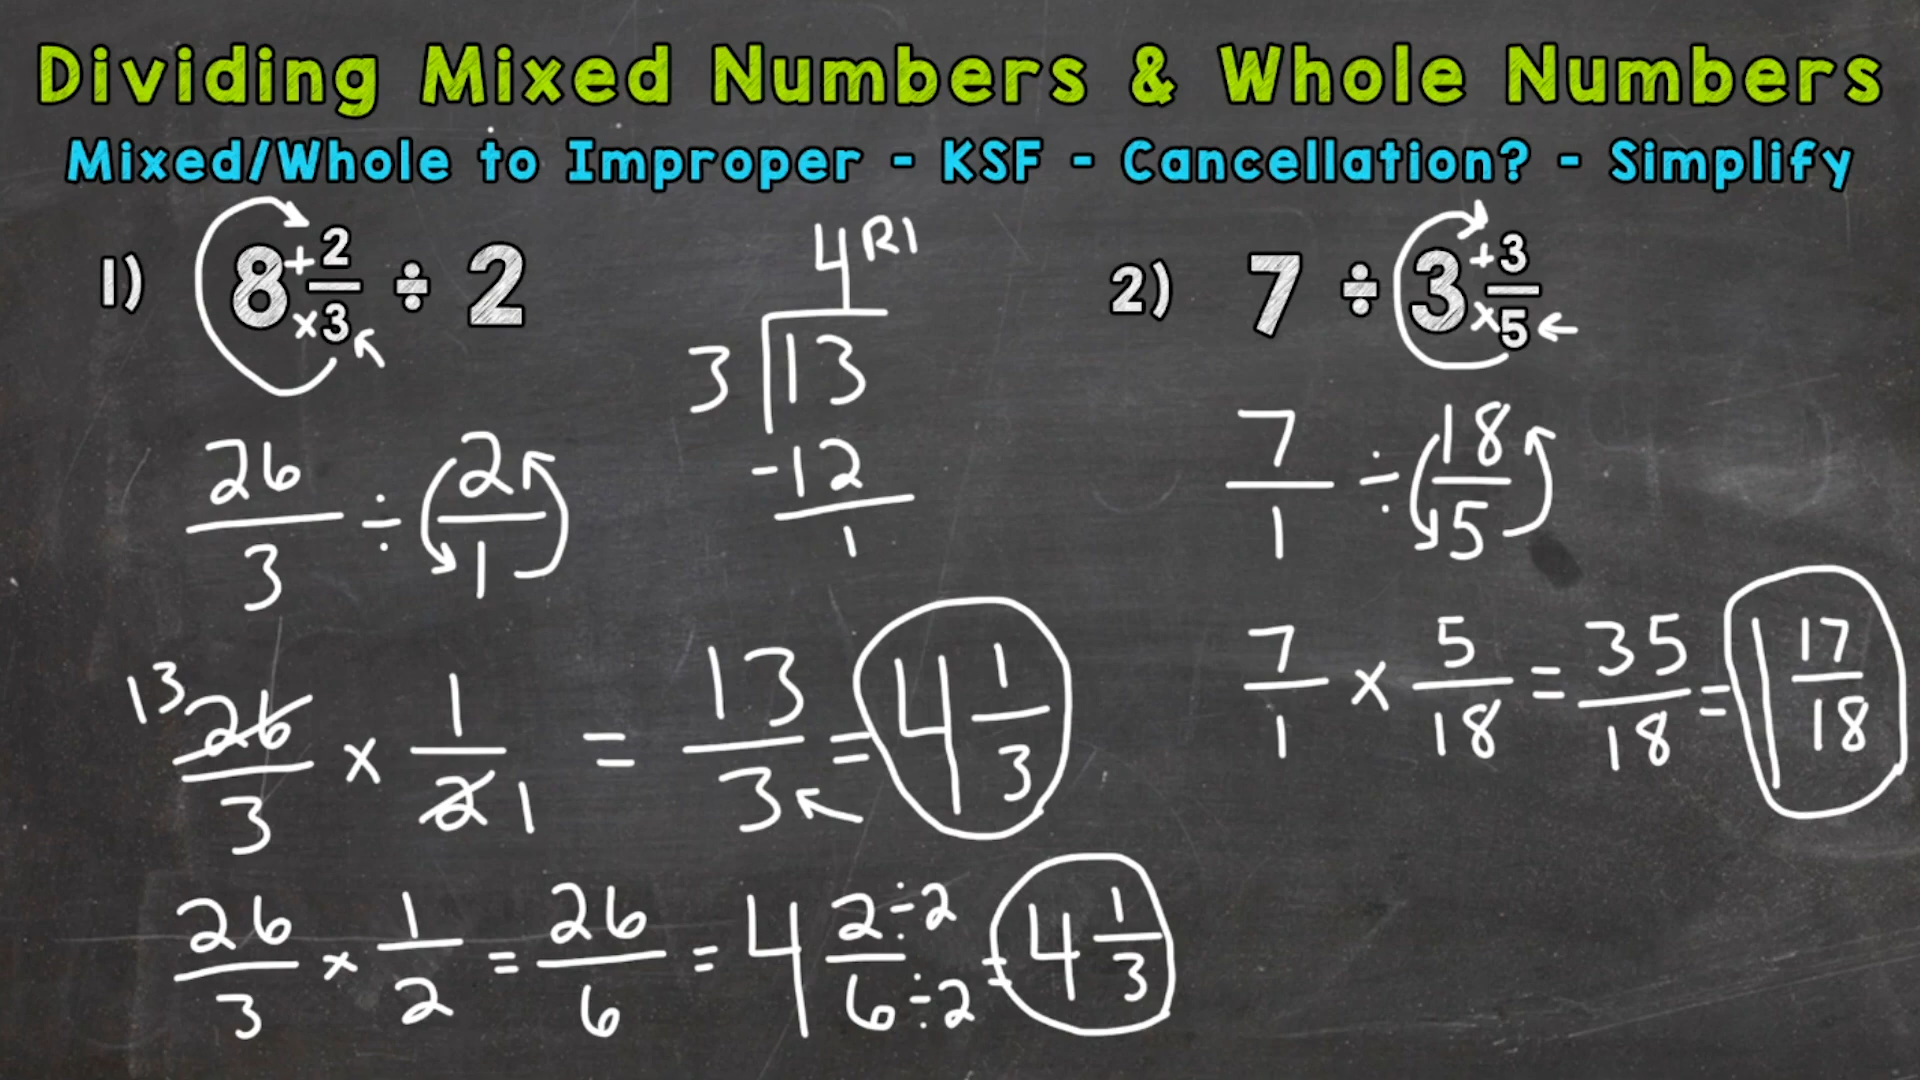 Dividing Mixed Numbers & Whole Numbers
Mixed/Whole to Improper - KSF - Cancellation? - Simplify
1) 8 + 2/×3 ÷ 2
4 R1
3 | 13
-12
1
26/3 ÷ 2/1
13 26/3 × 1/2 1 = 13/3 = 4 1/3
26/3 × 1/2 = 26/6 = 4 2÷2/6÷2 = 4 1/3
2) 7 ÷ 3 + 3/×5
7/1 ÷ 18/5
7/1 × 5/18 = 35/18 = 1 17/18